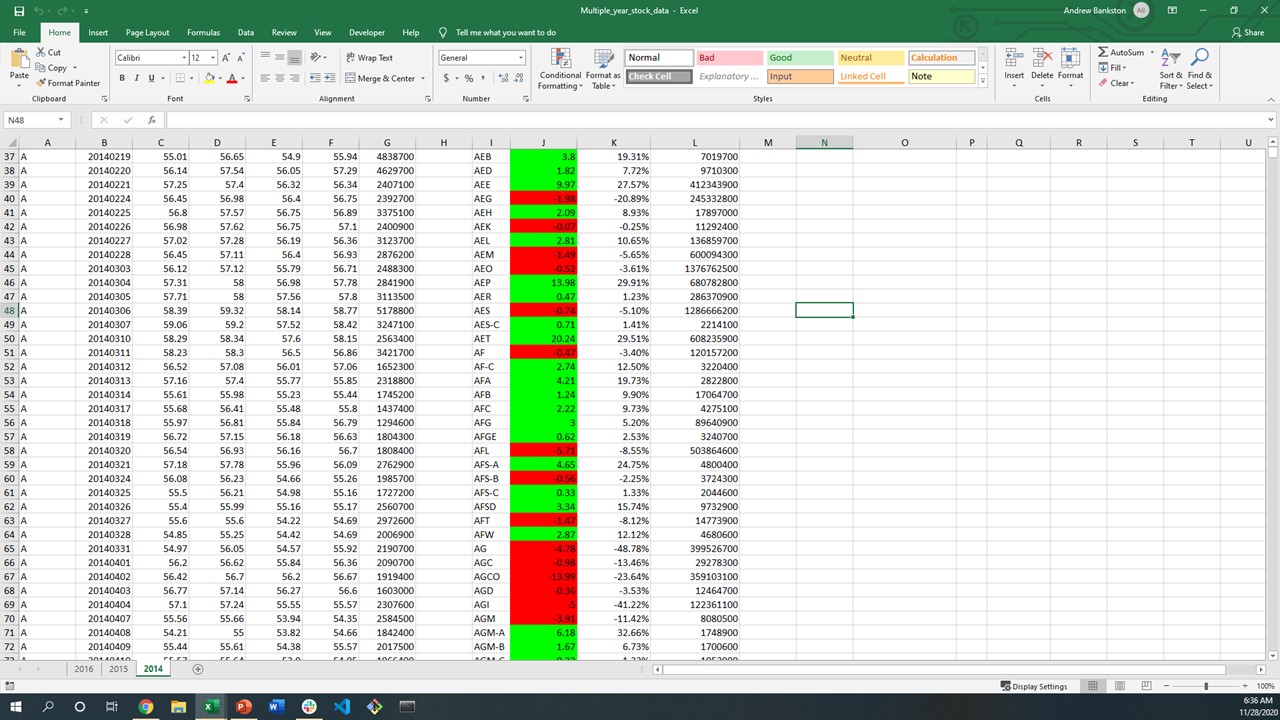 Multiple_year_stock_data - Excel
Andrew Bankston AB
File Home Insert Page Layout Formulas Data Review View Developer Help Tell me what you want to do Share
Paste Cut Copy Format Painter Clipboard
Calibri 12 B I U Font
Wrap Text Merge & Center Alignment
General $ % , Number
Conditional Formatting Format as Table
Normal Bad Good Neutral Calculation
Check Cell Explanatory ... Input Linked Cell Note
Styles
Insert Delete Format Cells
AutoSum Fill Clear Sort & Filter Find & Select Editing
N48 fx
A B C D E F G H I J K L M N O P Q R S T U
37 A 20140219 55.01 56.65 54.9 55.94 4838700 AEB 3.8 19.31% 7019700
38 A 20140220 56.14 57.54 56.05 57.29 4629700 AED 1.82 7.72% 9710300
39 A 20140221 57.25 57.4 56.32 56.34 2407100 AEE 9.97 27.57% 412343900
40 A 20140224 56.45 56.98 56.4 56.75 2392700 AEG -1.98 -20.89% 245332800
41 A 20140225 56.8 57.57 56.75 56.89 3375100 AEH 2.09 8.93% 17897000
42 A 20140226 56.98 57.62 56.75 57.1 2400900 AEK -0.07 -0.25% 11292400
43 A 20140227 57.02 57.28 56.19 56.36 3123700 AEL 2.81 10.65% 136859700
44 A 20140228 56.45 57.11 56.4 56.93 2876200 AEM -1.49 -5.65% 600094300
45 A 20140303 56.12 57.12 55.79 56.71 2488300 AEO -0.52 -3.61% 1376762500
46 A 20140304 57.31 58 56.98 57.78 2841900 AEP 13.98 29.91% 680782800
47 A 20140305 57.71 58 57.56 57.8 3113500 AER 0.47 1.23% 286370900
48 A 20140306 58.39 59.32 58.14 58.77 5178800 AES -0.74 -5.10% 1286666200
49 A 20140307 59.06 59.2 57.52 58.42 3247100 AES-C 0.71 1.41% 2214100
50 A 20140310 58.29 58.34 57.6 58.15 2563400 AET 20.24 29.51% 608235900
51 A 20140311 58.23 58.3 56.5 56.86 3421700 AF -0.47 -3.40% 120157200
52 A 20140312 56.52 57.08 56.01 57.06 1652300 AF-C 2.74 12.50% 3220400
53 A 20140313 57.16 57.4 55.77 55.85 2318800 AFA 4.21 19.73% 2822800
54 A 20140314 55.61 55.98 55.23 55.44 1745200 AFB 1.24 9.90% 17064700
55 A 20140317 55.68 56.41 55.48 55.8 1437400 AFC 2.22 9.73% 4275100
56 A 20140318 55.97 56.81 55.84 56.79 1294600 AFG 3 5.20% 89640900
57 A 20140319 56.72 57.15 56.18 56.63 1804300 AFGE 0.62 2.53% 3240700
58 A 20140320 56.54 56.93 56.16 56.7 1808400 AFL -5.71 -8.55% 503864600
59 A 20140321 57.18 57.78 55.96 56.09 2762900 AFS-A 4.65 24.75% 4800400
60 A 20140324 56.08 56.23 54.66 55.26 1985700 AFS-B -0.56 -2.25% 3724300
61 A 20140325 55.5 56.21 54.98 55.16 1727200 AFS-C 0.33 1.33% 2044600
62 A 20140326 55.4 55.99 55.16 55.17 2560700 AFSD 3.34 15.74% 9732900
63 A 20140327 55.6 55.6 54.22 54.69 2972600 AFT -1.47 -8.12% 14773900
64 A 20140328 54.85 55.25 54.42 54.69 2006900 AFW 2.87 12.12% 4680600
65 A 20140331 54.97 56.05 54.57 55.92 2190700 AG -4.78 -48.78% 399526700
66 A 20140401 56.2 56.62 55.84 56.36 2090700 AGC -0.98 -13.46% 29278300
67 A 20140402 56.42 56.7 56.2 56.67 1919400 AGCO -13.99 -23.64% 359103100
68 A 20140403 56.77 57.14 56.27 56.6 1603000 AGD -0.36 -3.53% 12464700
69 A 20140404 57.1 57.24 55.55 55.57 2307600 AGI -5 -41.22% 122361100
70 A 20140407 55.56 55.66 53.94 54.35 2584500 AGM -3.91 -11.42% 8080500
71 A 20140408 54.21 55 53.82 54.66 1842400 AGM-A 6.18 32.66% 1748900
72 A 20140409 55.44 55.61 54.38 55.57 2017500 AGM-B 1.67 6.73% 1700600
2016 2015 2014
Display Settings 100%
6:36 AM
11/28/2020